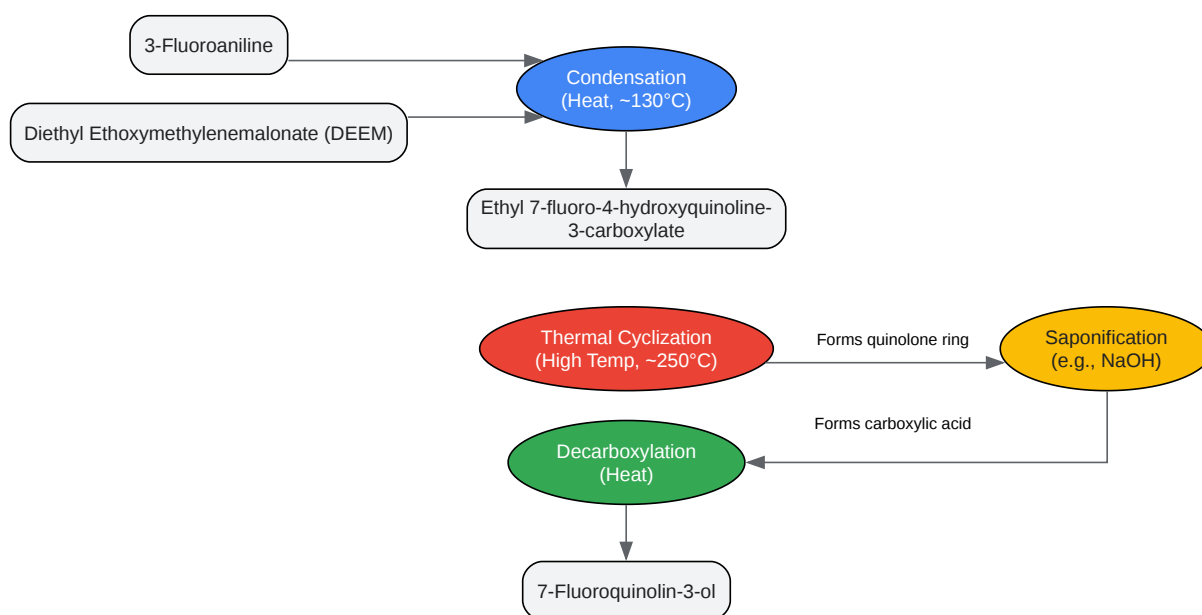 3-Fluoroaniline
Diethyl Ethoxymethylenemalonate (DEEM)
Condensation
(Heat, ~130°C)
Ethyl 7-fluoro-4-hydroxyquinoline-
3-carboxylate
Thermal Cyclization
(High Temp, ~250°C)
Forms quinolone ring
Saponification
(e.g., NaOH)
Forms carboxylic acid
Decarboxylation
(Heat)
7-Fluoroquinolin-3-ol